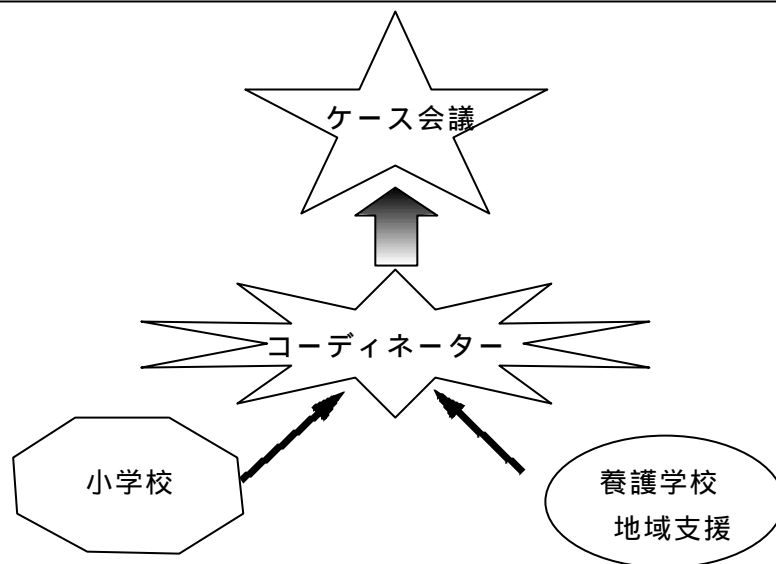 ケース会議
コーディネーター
小学校
養護学校
地域支援